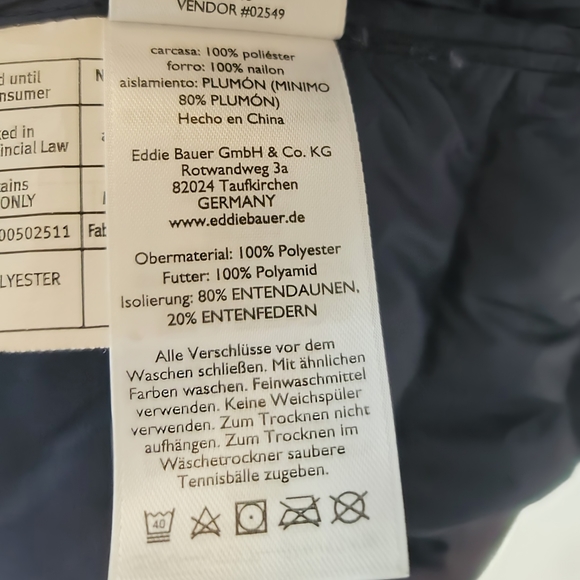 VENDOR #02549
d until
nsumer
N
ed in
incial Law
ains
ONLY
00502511
Fab
LYESTER
carcasa: 100% poliéster
forro: 100% nailon
aislamiento: PLUMÓN (MINIMO
80% PLUMÓN)
Hecho en China
Eddie Bauer GmbH & Co. KG
Rotwandweg 3a
82024 Taufkirchen
GERMANY
www.eddiebauer.de
Obermaterial: 100% Polyester
Futter: 100% Polyamid
Isolierung: 80% ENTENDAUNEN,
20% ENTENFEDERN
Alle Verschlüsse vor dem
Waschen schließen. Mit ähnlichen
Farben waschen. Feinwaschmittel
verwenden. Keine Weichspüler
verwenden. Zum Trocknen nicht
aufhängen. Zum Trocknen im
Wäschetrockner saubere
Tennisbälle zugeben.
40